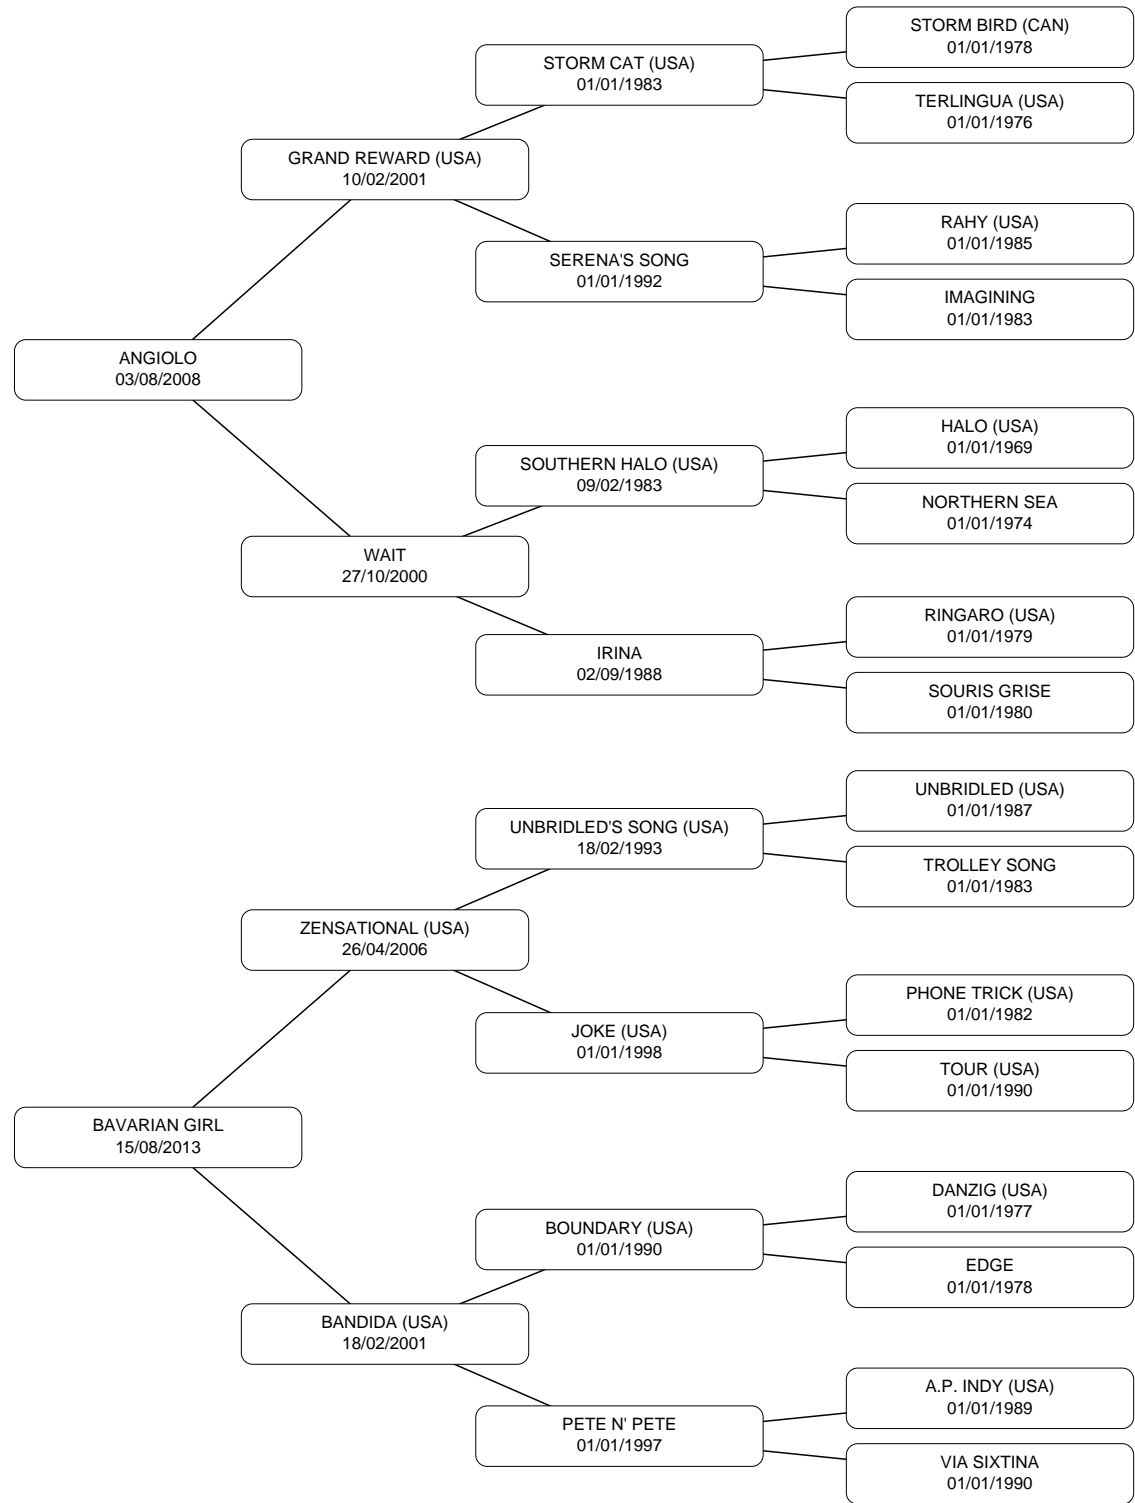 STORM BIRD (CAN)
01/01/1978
STORM CAT (USA)
01/01/1983
TERLINGUA (USA)
01/01/1976
GRAND REWARD (USA)
10/02/2001
RAHY (USA)
01/01/1985
SERENA'S SONG
01/01/1992
IMAGINING
01/01/1983
ANGIOLO
03/08/2008
HALO (USA)
01/01/1969
SOUTHERN HALO (USA)
09/02/1983
NORTHERN SEA
01/01/1974
WAIT
27/10/2000
RINGARO (USA)
01/01/1979
IRINA
02/09/1988
SOURIS GRISE
01/01/1980
UNBRIDLED (USA)
01/01/1987
UNBRIDLED'S SONG (USA)
18/02/1993
TROLLEY SONG
01/01/1983
ZENSATIONAL (USA)
26/04/2006
PHONE TRICK (USA)
01/01/1982
JOKE (USA)
01/01/1998
TOUR (USA)
01/01/1990
BAVARIAN GIRL
15/08/2013
DANZIG (USA)
01/01/1977
BOUNDARY (USA)
01/01/1990
EDGE
01/01/1978
BANDIDA (USA)
18/02/2001
A.P. INDY (USA)
01/01/1989
PETE N' PETE
01/01/1997
VIA SIXTINA
01/01/1990